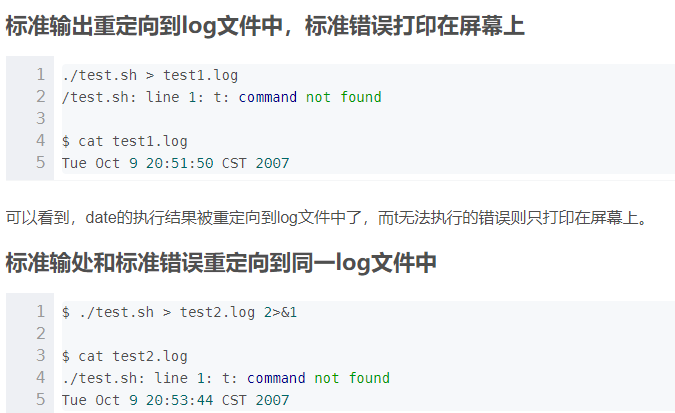 标准输出重定向到log文件中，标准错误打印在屏幕上
1 ./test.sh > test1.log
2 /test.sh: line 1: t: command not found
3
4 $ cat test1.log
5 Tue Oct 9 20:51:50 CST 2007
可以看到，date的执行结果被重定向到log文件中了，而t无法执行的错误则只打印在屏幕上。
标准输处和标准错误重定向到同一log文件中
1 $ ./test.sh > test2.log 2>&1
2
3 $ cat test2.log
4 ./test.sh: line 1: t: command not found
5 Tue Oct 9 20:53:44 CST 2007